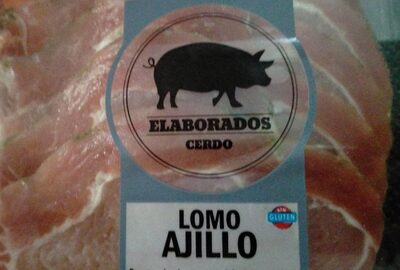 ELABORADOS
CERDO
LOMO
AJILLO
SIN
GLUTEN